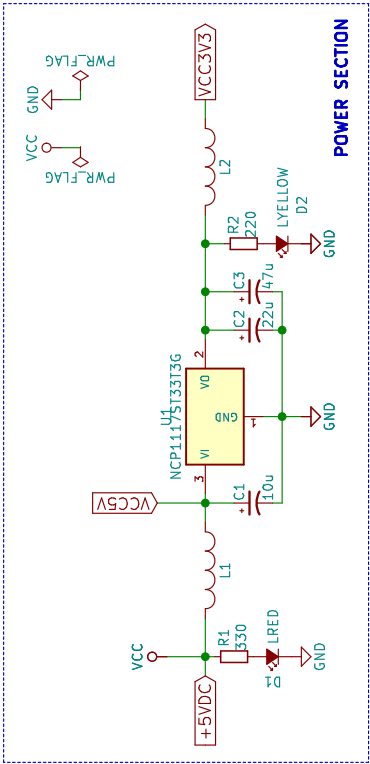 POWER SECTION
+5VDC
VCC
R1
330
D1
LRED
GND
L1
VCC5V
C1
10u
U1
NCP1117ST33T3G
3
VI
VO
2
GND
1
GND
C2
22u
C3
47u
R2
220
LYELLOW
D2
GND
L2
VCC3V3
GND
PWR_FLAG
VCC
PWR_FLAG